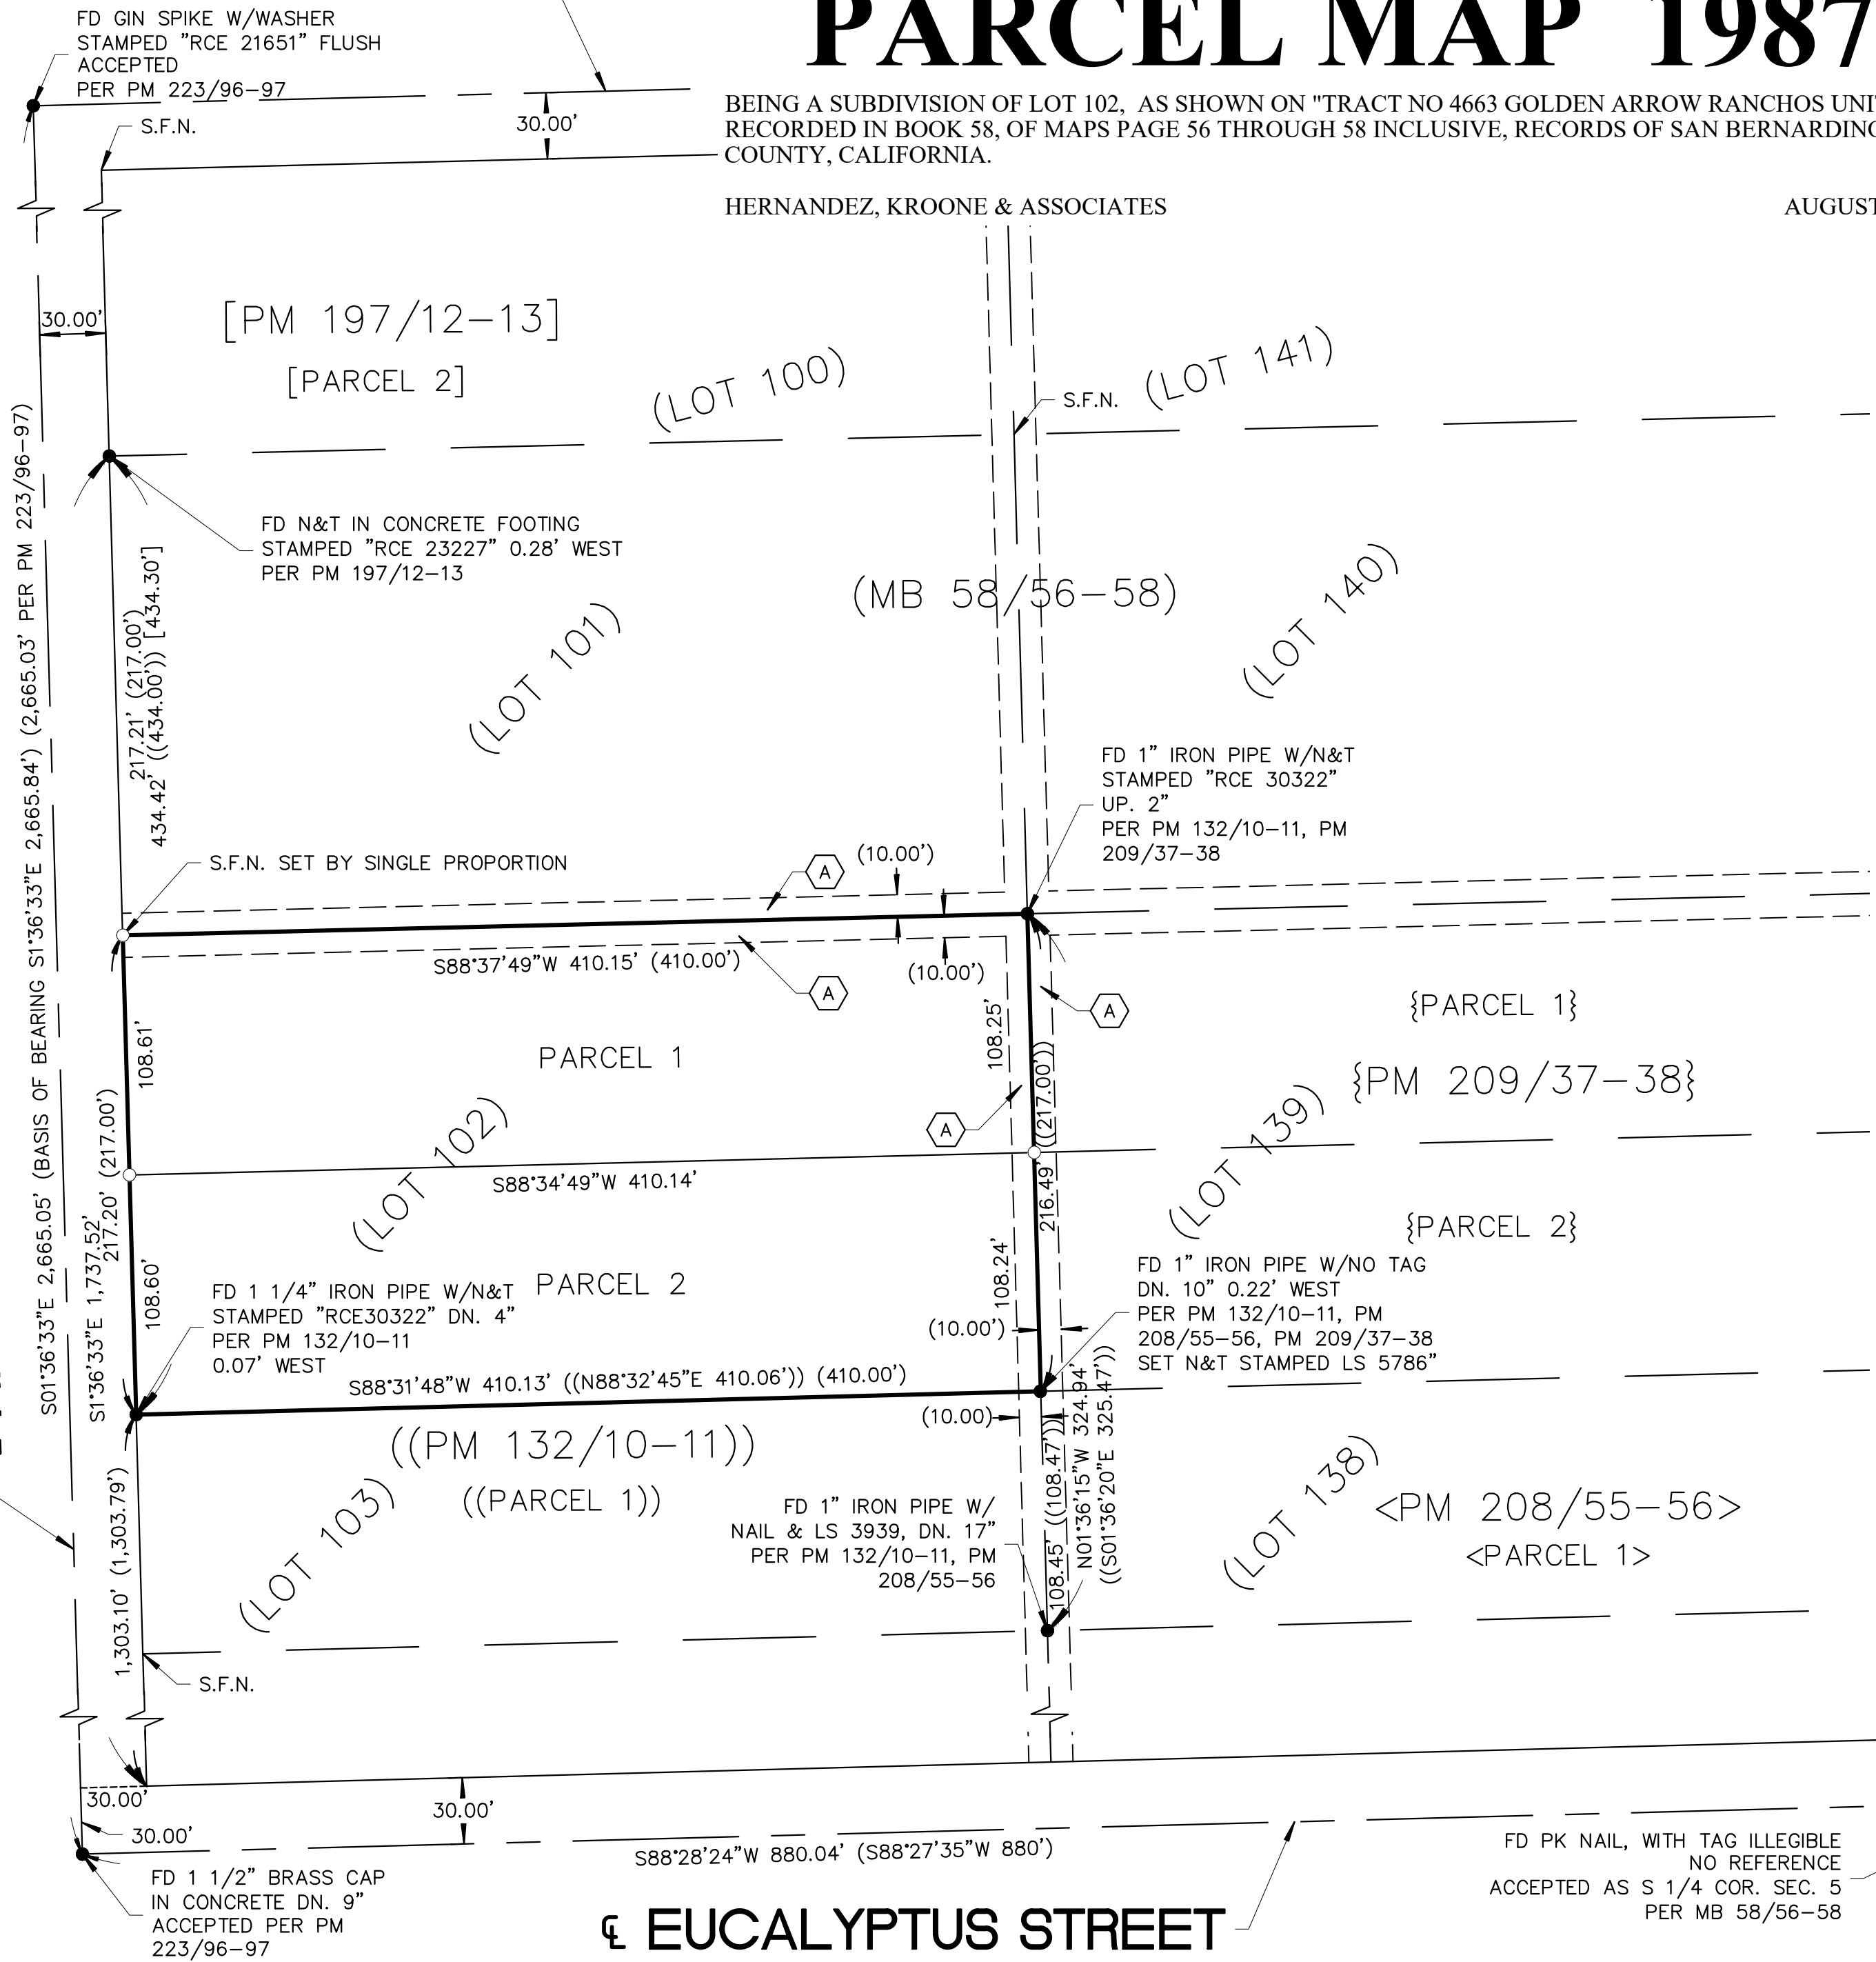 FD GIN SPIKE W/WASHER
STAMPED "RCE 21651" FLUSH
ACCEPTED
PER PM 223/96-97
S.F.N.
30.00'
PARCEL MAP 1987
BEING A SUBDIVISION OF LOT 102, AS SHOWN ON "TRACT NO 4663 GOLDEN ARROW RANCHOS UNI
RECORDED IN BOOK 58, OF MAPS PAGE 56 THROUGH 58 INCLUSIVE, RECORDS OF SAN BERNARDINO
COUNTY, CALIFORNIA.
HERNANDEZ, KROONE & ASSOCIATES
AUGUST
30.00'
[PM 197/12-13]
[PARCEL 2]
(LOT 100)
(LOT 141)
S.F.N.
FD N&T IN CONCRETE FOOTING
STAMPED "RCE 23227" 0.28' WEST
PER PM 197/12-13
S01°36'33"E 2,665.05' (BASIS OF BEARING S1°36'33"E 2,665.84') (2,665.03' PER PM 223/96-97)
217.21' (217.00')
434.42' ((434.00')) [434.30']
(LOT 101)
(MB 58/56-58)
(LOT 140)
FD 1" IRON PIPE W/N&T
STAMPED "RCE 30322"
UP. 2"
PER PM 132/10-11, PM
209/37-38
S.F.N. SET BY SINGLE PROPORTION
A
(10.00')
S88°37'49"W 410.15' (410.00')
A
(10.00')
A
108.61'
PARCEL 1
108.25'
((217.00'))
{PARCEL 1}
{PM 209/37-38}
A
(LOT 102)
(LOT 139)
S88°34'49"W 410.14'
S1°36'33"E 1,737.52'
217.20' (217.00')
216.49'
{PARCEL 2}
108.60'
PARCEL 2
108.24'
FD 1 1/4" IRON PIPE W/N&T
STAMPED "RCE30322" DN. 4"
PER PM 132/10-11
0.07' WEST
FD 1" IRON PIPE W/NO TAG
DN. 10" 0.22' WEST
PER PM 132/10-11, PM
208/55-56, PM 209/37-38
SET N&T STAMPED LS 5786"
(10.00')
S88°31'48"W 410.13' ((N88°32'45"E 410.06')) (410.00')
(10.00)
((PM 132/10-11))
((PARCEL 1))
(LOT 103)
1,303.10' (1,303.79')
108.45' ((108.47'))
N01°36'15"W 324.94'
((S01°36'20"E 325.47'))
FD 1" IRON PIPE W/
NAIL & LS 3939, DN. 17"
PER PM 132/10-11, PM
208/55-56
(LOT 138)
<PM 208/55-56>
<PARCEL 1>
S.F.N.
30.00'
30.00'
30.00'
S88°28'24"W 880.04' (S88°27'35"W 880')
FD 1 1/2" BRASS CAP
IN CONCRETE DN. 9"
ACCEPTED PER PM
223/96-97
℄ EUCALYPTUS STREET
FD PK NAIL, WITH TAG ILLEGIBLE
NO REFERENCE
ACCEPTED AS S 1/4 COR. SEC. 5
PER MB 58/56-58